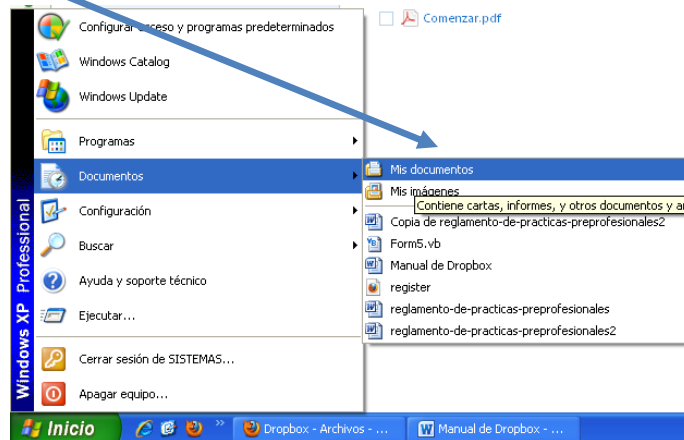 Configurar acceso y programas predeterminados
Comenzar.pdf
Windows Catalog
Windows Update
Programas
Documentos
Mis documentos
Mis imágenes
Contiene cartas, informes, y otros documentos y
Configuración
Copia de reglamento-de-practicas-preprofesionales2
Buscar
Form5.vb
Manual de Dropbox
Ayuda y soporte técnico
register
Ejecutar...
reglamento-de-practicas-preprofesionales
reglamento-de-practicas-preprofesionales2
Cerrar sesión de SISTEMAS...
Apagar equipo...
Windows XP Professional
Inicio
Dropbox - Archivos - ...
Manual de Dropbox - ...